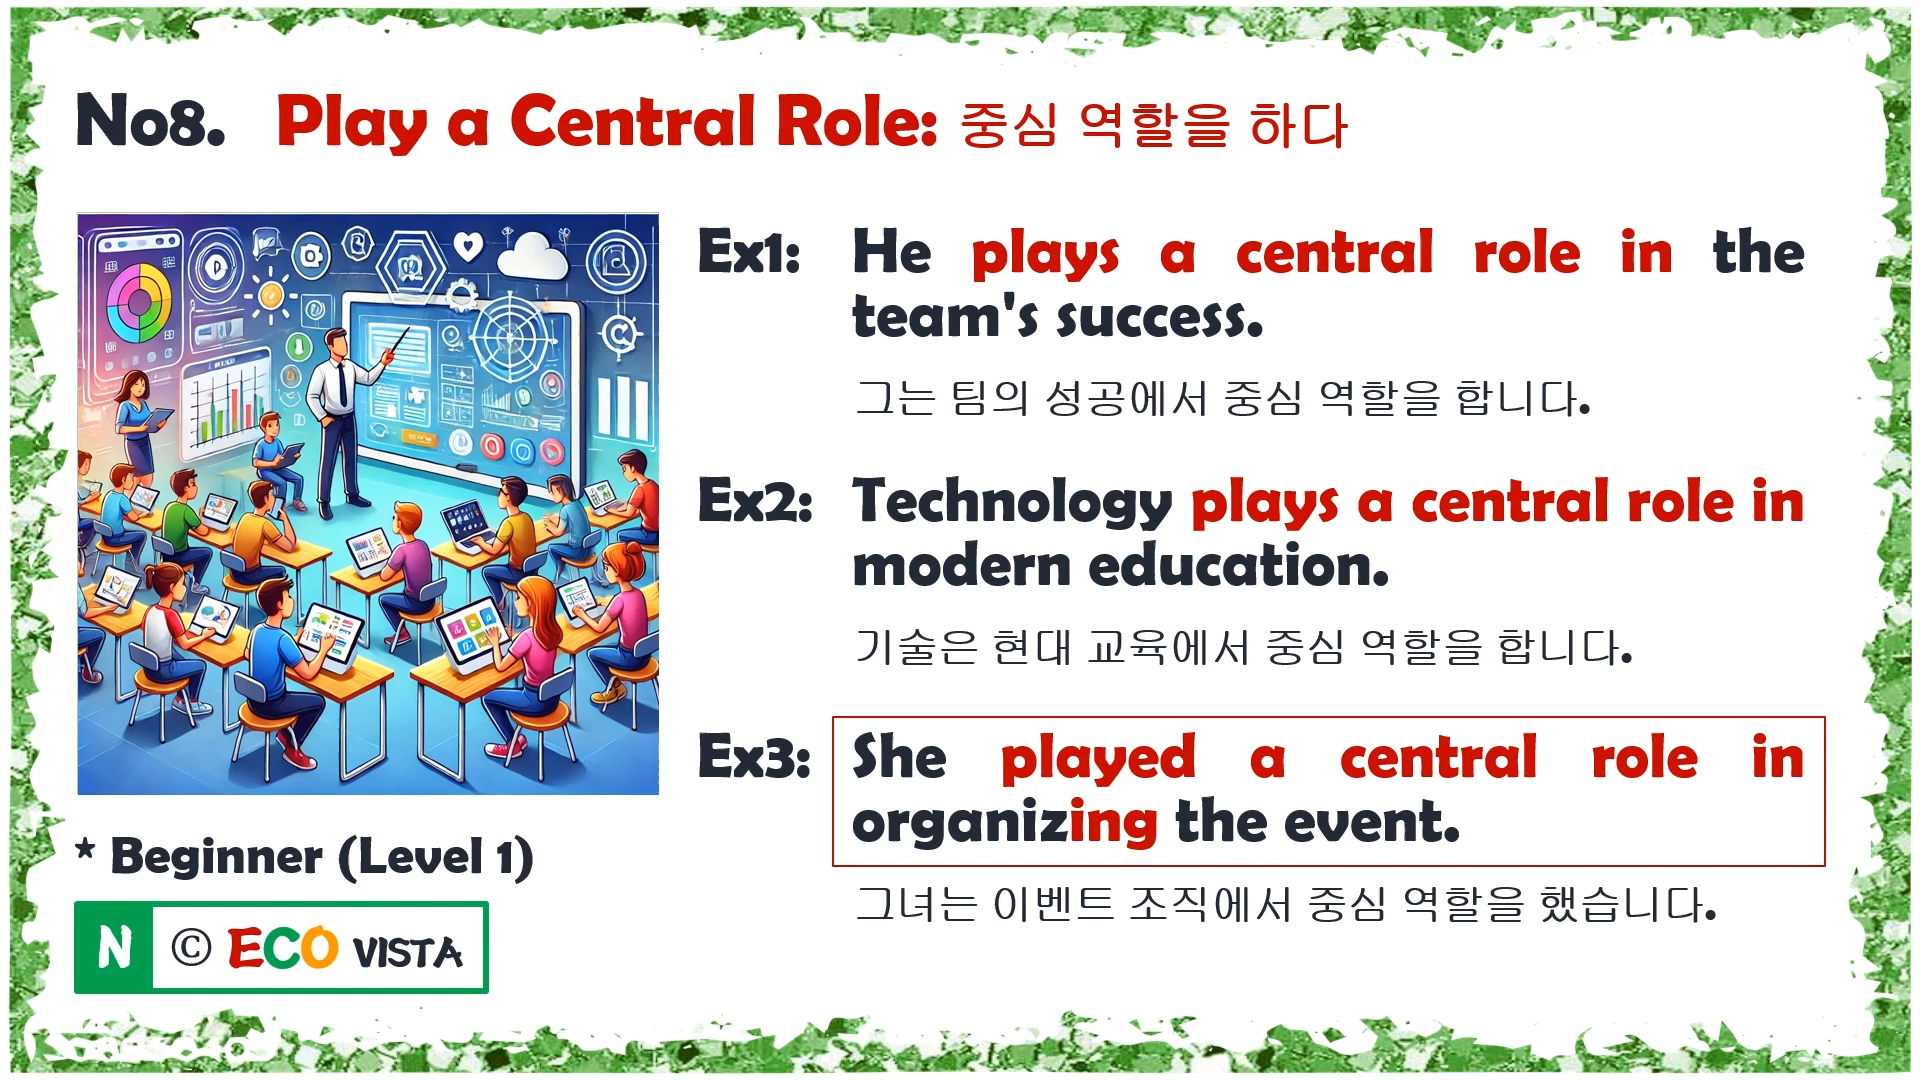 No8. Play a Central Role: 중심 역할을 하다
Ex1: He plays a central role in the
team's success.
그는 팀의 성공에서 중심 역할을 합니다.
Ex2: Technology plays a central role in
modern education.
기술은 현대 교육에서 중심 역할을 합니다.
Ex3: She played a central role in
organizing the event.
그녀는 이벤트 조직에서 중심 역할을 했습니다.
* Beginner (Level 1)
N © ECO VISTA